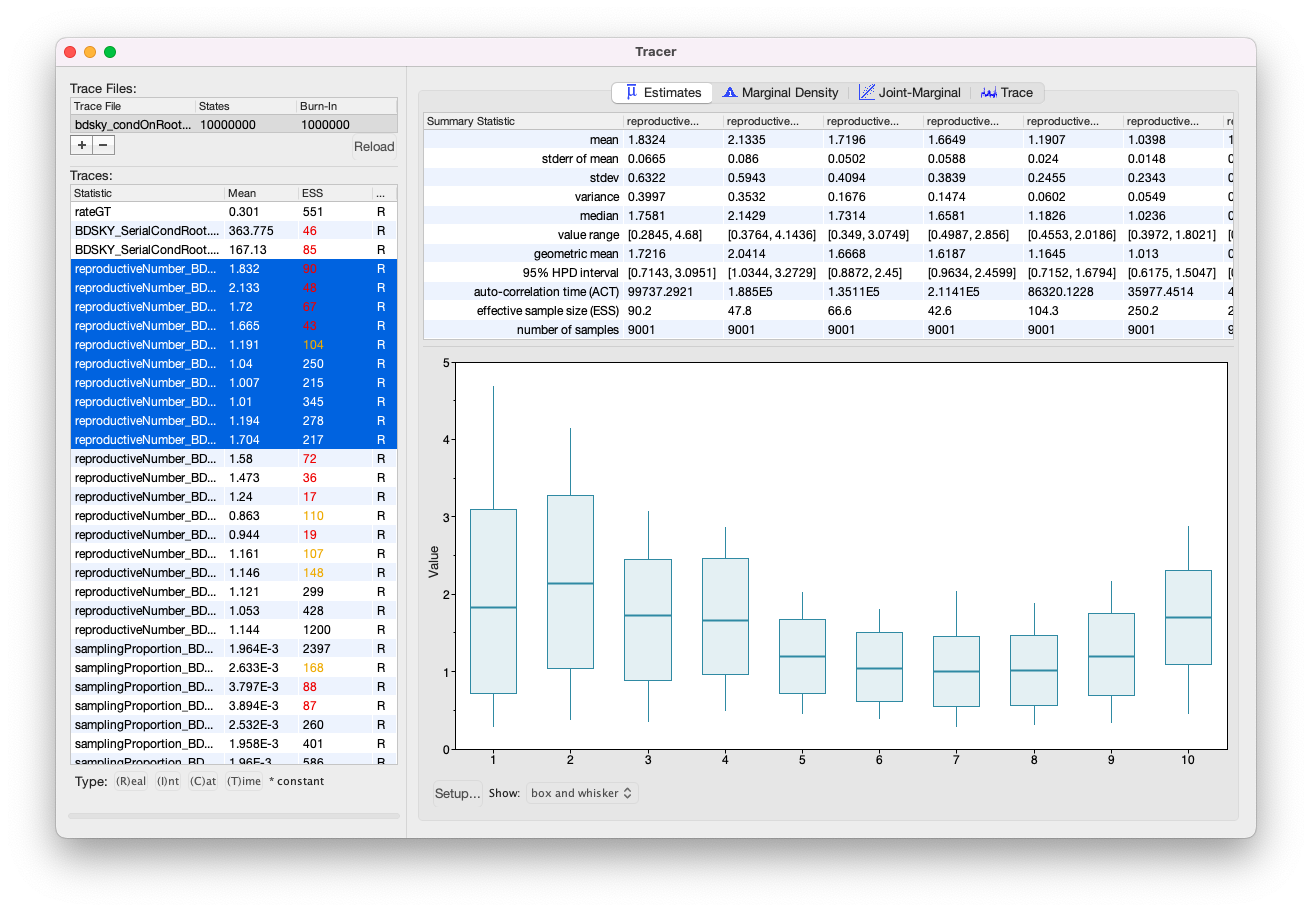 Tracer
Trace Files:
Trace File States Burn-In
bdsky_condOnRoot... 10000000 1000000
+ − Reload
Traces:
Statistic Mean ESS ...
rateGT 0.301 551 R
BDSKY_SerialCondRoot.... 363.775 46 R
BDSKY_SerialCondRoot.... 167.13 85 R
reproductiveNumber_BD... 1.832 90 R
reproductiveNumber_BD... 2.133 48 R
reproductiveNumber_BD... 1.72 67 R
reproductiveNumber_BD... 1.665 43 R
reproductiveNumber_BD... 1.191 104 R
reproductiveNumber_BD... 1.04 250 R
reproductiveNumber_BD... 1.007 215 R
reproductiveNumber_BD... 1.01 345 R
reproductiveNumber_BD... 1.194 278 R
reproductiveNumber_BD... 1.704 217 R
reproductiveNumber_BD... 1.58 72 R
reproductiveNumber_BD... 1.473 36 R
reproductiveNumber_BD... 1.24 17 R
reproductiveNumber_BD... 0.863 110 R
reproductiveNumber_BD... 0.944 19 R
reproductiveNumber_BD... 1.161 107 R
reproductiveNumber_BD... 1.146 148 R
reproductiveNumber_BD... 1.121 299 R
reproductiveNumber_BD... 1.053 428 R
reproductiveNumber_BD... 1.144 1200 R
samplingProportion_BD... 1.964E-3 2397 R
samplingProportion_BD... 2.633E-3 168 R
samplingProportion_BD... 3.797E-3 88 R
samplingProportion_BD... 3.894E-3 87 R
samplingProportion_BD... 2.532E-3 260 R
samplingProportion_BD... 1.958E-3 401 R
samplingProportion_BD... 1.96E-3 586 R
Type: (R)eal (I)nt (C)at (T)ime * constant
Estimates Marginal Density Joint-Marginal Trace
Summary Statistic reproductive... reproductive... reproductive... reproductive... reproductive... reproductive...
mean 1.8324 2.1335 1.7196 1.6649 1.1907 1.0398
stderr of mean 0.0665 0.086 0.0502 0.0588 0.024 0.0148
stdev 0.6322 0.5943 0.4094 0.3839 0.2455 0.2343
variance 0.3997 0.3532 0.1676 0.1474 0.0602 0.0549
median 1.7581 2.1429 1.7314 1.6581 1.1826 1.0236
value range [0.2845, 4.68] [0.3764, 4.1436] [0.349, 3.0749] [0.4987, 2.856] [0.4553, 2.0186] [0.3972, 1.8021]
geometric mean 1.7216 2.0414 1.6668 1.6187 1.1645 1.013
95% HPD interval [0.7143, 3.0951] [1.0344, 3.2729] [0.8872, 2.45] [0.9634, 2.4599] [0.7152, 1.6794] [0.6175, 1.5047]
auto-correlation time (ACT) 99737.2921 1.885E5 1.3511E5 2.1141E5 86320.1228 35977.4514
effective sample size (ESS) 90.2 47.8 66.6 42.6 104.3 250.2
number of samples 9001 9001 9001 9001 9001 9001
5
4
3
2
1
0
Value
1 2 3 4 5 6 7 8 9 10
Setup... Show: box and whisker